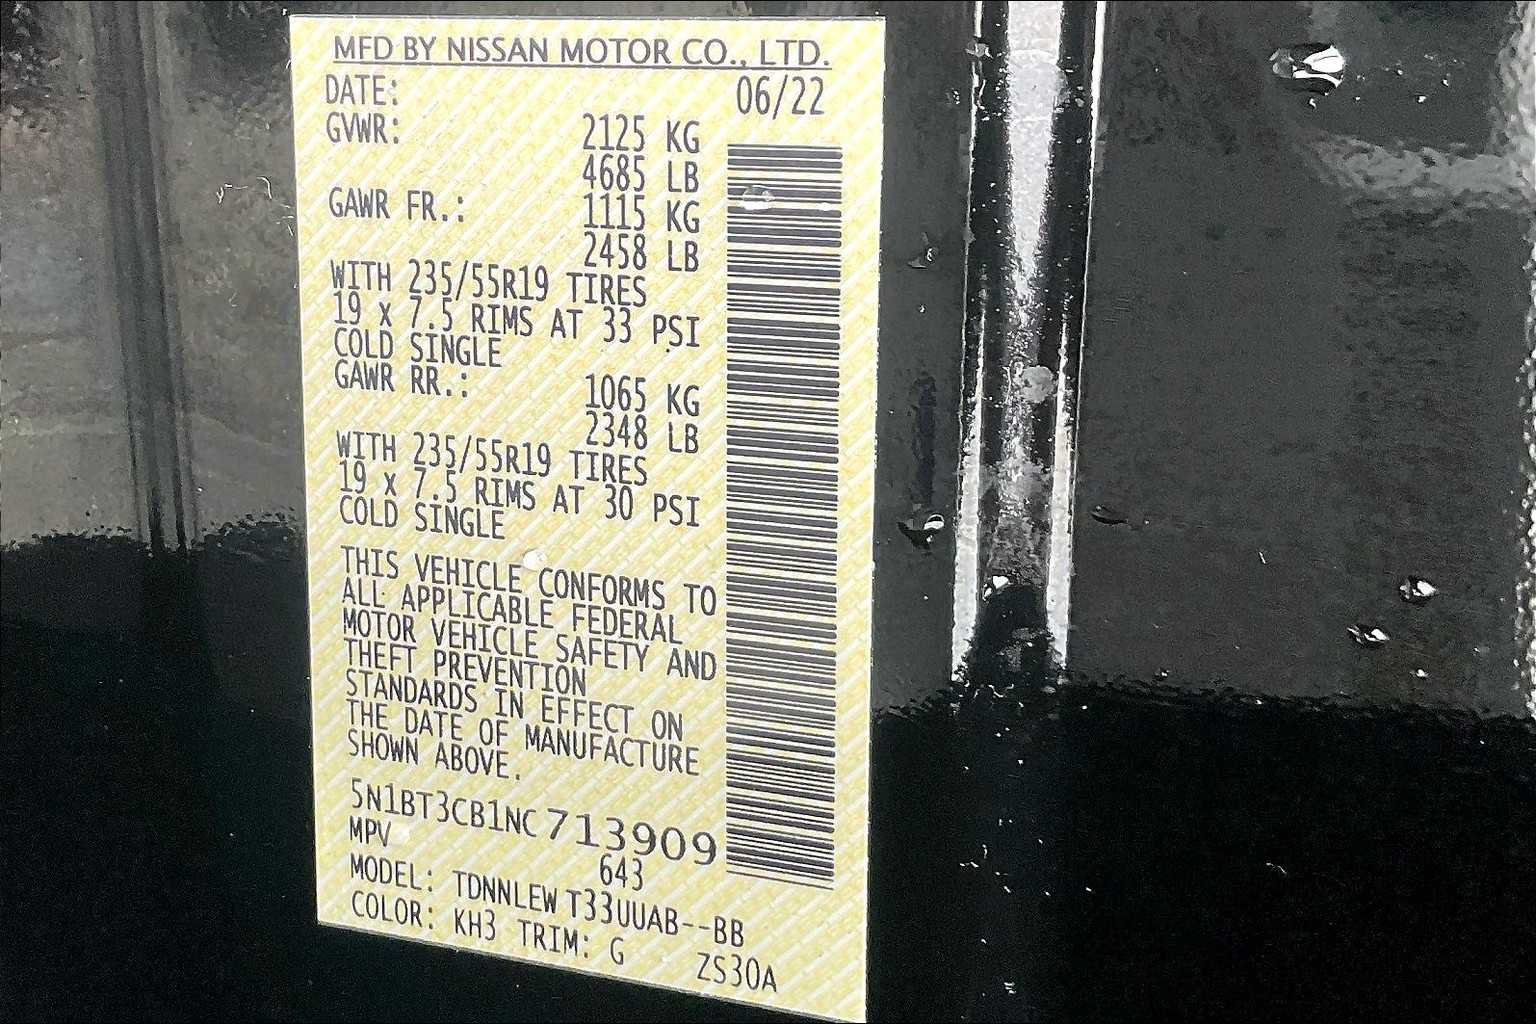 MFD BY NISSAN MOTOR CO., LTD.
DATE: 06/22
GVWR: 2125 KG
4685 LB
GAWR FR.: 1115 KG
2458 LB
WITH 235/55R19 TIRES
19 x 7.5 RIMS AT 33 PSI
COLD SINGLE
GAWR RR.: 1065 KG
2348 LB
WITH 235/55R19 TIRES
19 x 7.5 RIMS AT 30 PSI
COLD SINGLE
THIS VEHICLE CONFORMS TO
ALL APPLICABLE FEDERAL
MOTOR VEHICLE SAFETY AND
THEFT PREVENTION
STANDARDS IN EFFECT ON
THE DATE OF MANUFACTURE
SHOWN ABOVE.
5N1BT3CB1NC713909
MPV 643
MODEL: TDNNLEWT33UUAB--BB
COLOR: KH3 TRIM: G ZS30A